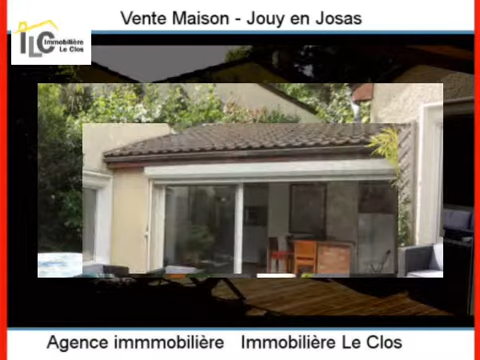 Vente Maison - Jouy en Josas
ILC Immobilière
Le Clos
Agence immmobilière Immobilière Le Clos